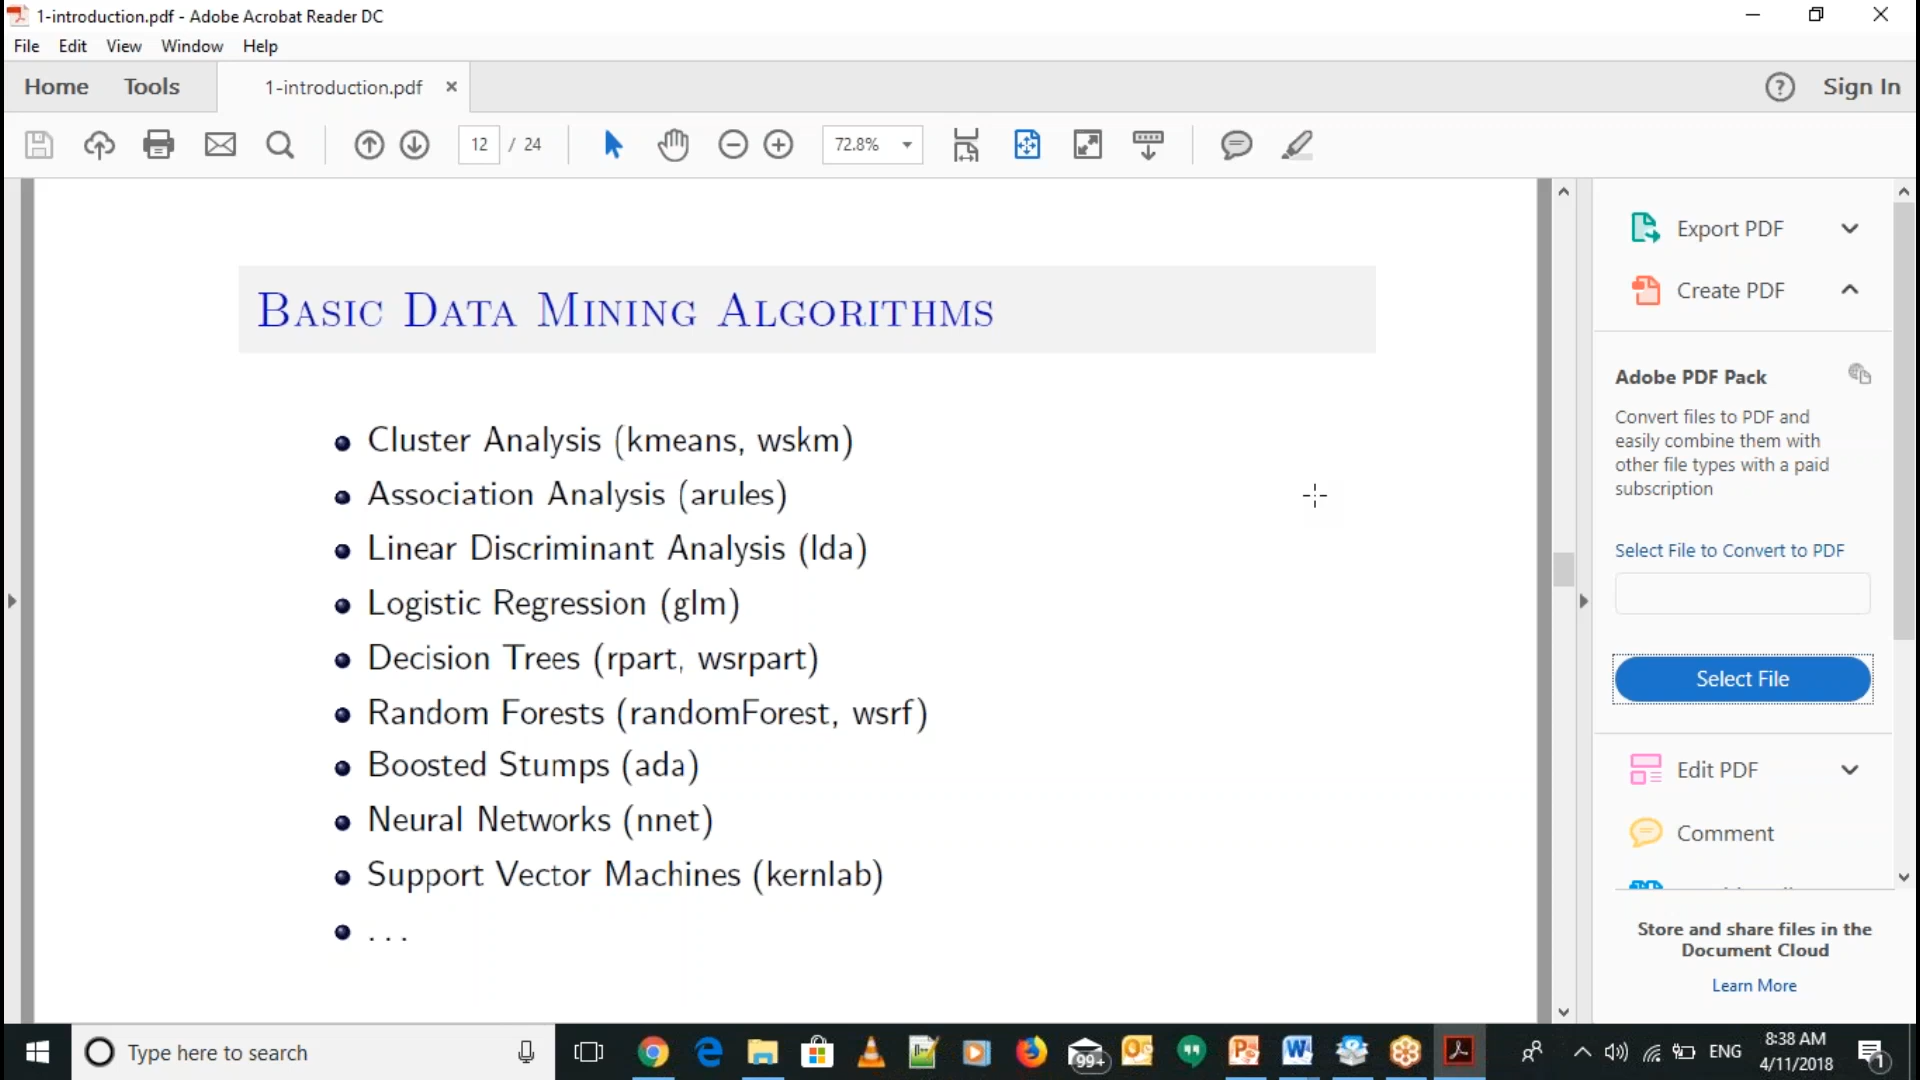 1-introduction.pdf - Adobe Acrobat Reader DC
File Edit View Window Help
Home Tools 1-introduction.pdf × ? Sign In
12 / 24 72.8%
Export PDF
Create PDF
BASIC DATA MINING ALGORITHMS
Adobe PDF Pack
Convert files to PDF and
easily combine them with
other file types with a paid
subscription
Select File to Convert to PDF
Select File
Edit PDF
Comment
Store and share files in the
Document Cloud
Learn More
• Cluster Analysis (kmeans, wskm)
• Association Analysis (arules)
• Linear Discriminant Analysis (lda)
• Logistic Regression (glm)
• Decision Trees (rpart, wsrpart)
• Random Forests (randomForest, wsrf)
• Boosted Stumps (ada)
• Neural Networks (nnet)
• Support Vector Machines (kernlab)
• . . .
Type here to search
99+
ENG
8:38 AM
4/11/2018
1